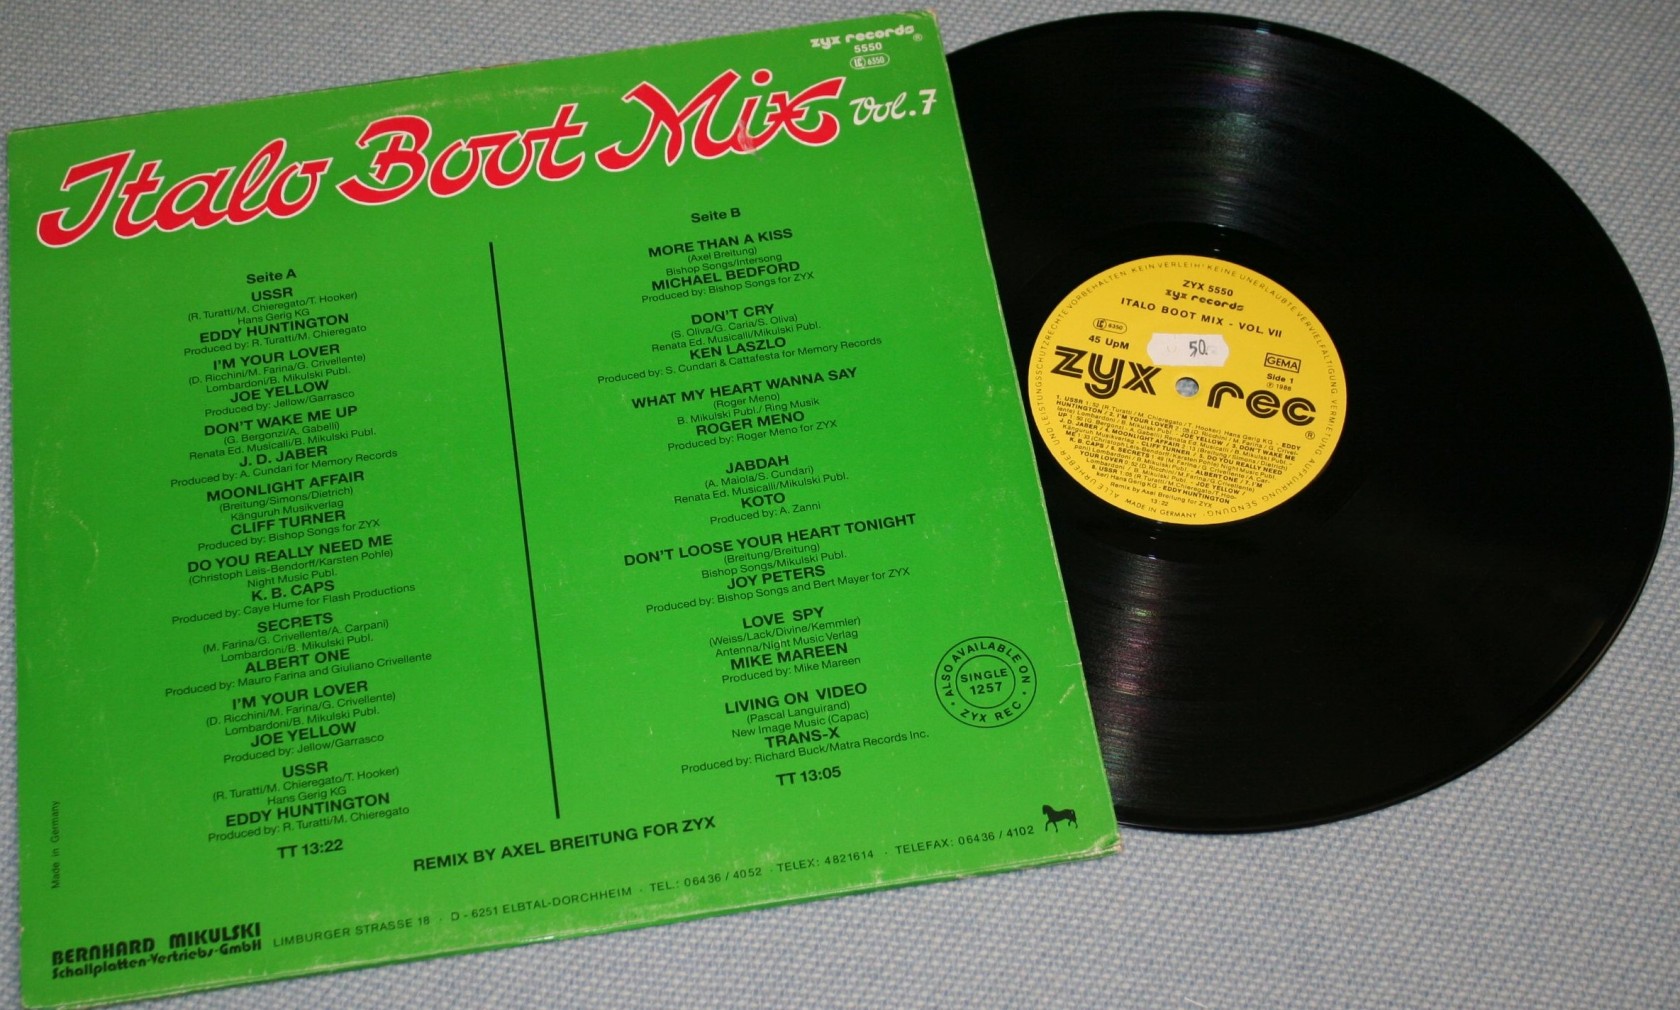 zyx records®
5550
LC 6350
Italo Boot Mix Vol.7
Seite A
USSR
(R. Turatti/M. Chieregato/T. Hooker)
Hans Gerig KG
EDDY HUNTINGTON
Produced by: R. Turatti/M. Chieregato
I'M YOUR LOVER
(D. Ricchini/M. Farina/G. Crivellente)
Lombardoni/B. Mikulski Publ.
JOE YELLOW
Produced by: Jellow/Garrasco
DON'T WAKE ME UP
(G. Bergonzi/A. Gabelli)
Renata Ed. Musicalli/B. Mikulski Publ.
J. D. JABER
Produced by: A. Cundari for Memory Records
MOONLIGHT AFFAIR
(Breitung/Simons/Dietrich)
Känguruh Musikverlag
CLIFF TURNER
Produced by: Bishop Songs for ZYX
DO YOU REALLY NEED ME
(Christoph Leis-Bendorff/Karsten Pohle)
Night Music Publ.
K. B. CAPS
Produced by: Caye Hume for Flash Productions
SECRETS
(M. Farina/G. Crivellente/A. Carpani)
Lombardoni/B. Mikulski Publ.
ALBERT ONE
Produced by: Mauro Farina and Giuliano Crivellente
I'M YOUR LOVER
(D. Ricchini/M. Farina/G. Crivellente)
Lombardoni/B. Mikulski Publ.
JOE YELLOW
Produced by: Jellow/Garrasco
USSR
(R. Turatti/M. Chieregato/T. Hooker)
Hans Gerig KG
EDDY HUNTINGTON
Produced by: R. Turatti/M. Chieregato
TT 13:22
Seite B
MORE THAN A KISS
(Axel Breitung)
Bishop Songs/Intersong
MICHAEL BEDFORD
Produced by: Bishop Songs for ZYX
DON'T CRY
(S. Oliva/G. Caria/S. Oliva)
Renata Ed. Musicalli/Mikulski Publ.
KEN LASZLO
Produced by: S. Cundari & Cattafesta for Memory Records
WHAT MY HEART WANNA SAY
(Roger Meno)
B. Mikulski Publ./ Ring Musik
ROGER MENO
Produced by: Roger Meno for ZYX
JABDAH
(A. Maiola/S. Cundari)
Renata Ed. Musicalli/Mikulski Publ.
KOTO
Produced by: A. Zanni
DON'T LOOSE YOUR HEART TONIGHT
(Breitung/Breitung)
Bishop Songs/Mikulski Publ.
JOY PETERS
Produced by: Bishop Songs and Bert Mayer for ZYX
LOVE SPY
(Weiss/Lack/Divine/Kemmler)
Antenna/Night Music Verlag
MIKE MAREEN
Produced by: Mike Mareen
LIVING ON VIDEO
(Pascal Languirand)
New Image Music (Capac)
TRANS-X
Produced by: Richard Buck/Matra Records Inc.
TT 13:05
ALSO AVAILABLE ON
SINGLE
1257
· ZYX REC ·
REMIX BY AXEL BREITUNG FOR ZYX
Made in Germany
BERNHARD MIKULSKI
Schallplatten-Vertriebs-GmbH
LIMBURGER STRASSE 18 · D - 6251 ELBTAL-DORCHHEIM · TEL.: 06436 / 4052 · TELEX: 4821614 · TELEFAX: 06436 / 4102
ZYX 5550
zyx records
ITALO BOOT MIX - VOL. VII
LC 6350
45 UpM
50
GEMA
Side 1
℗ 1986
zyx rec®
Remix by Axel Breitung for ZYX
13:22
MADE IN GERMANY